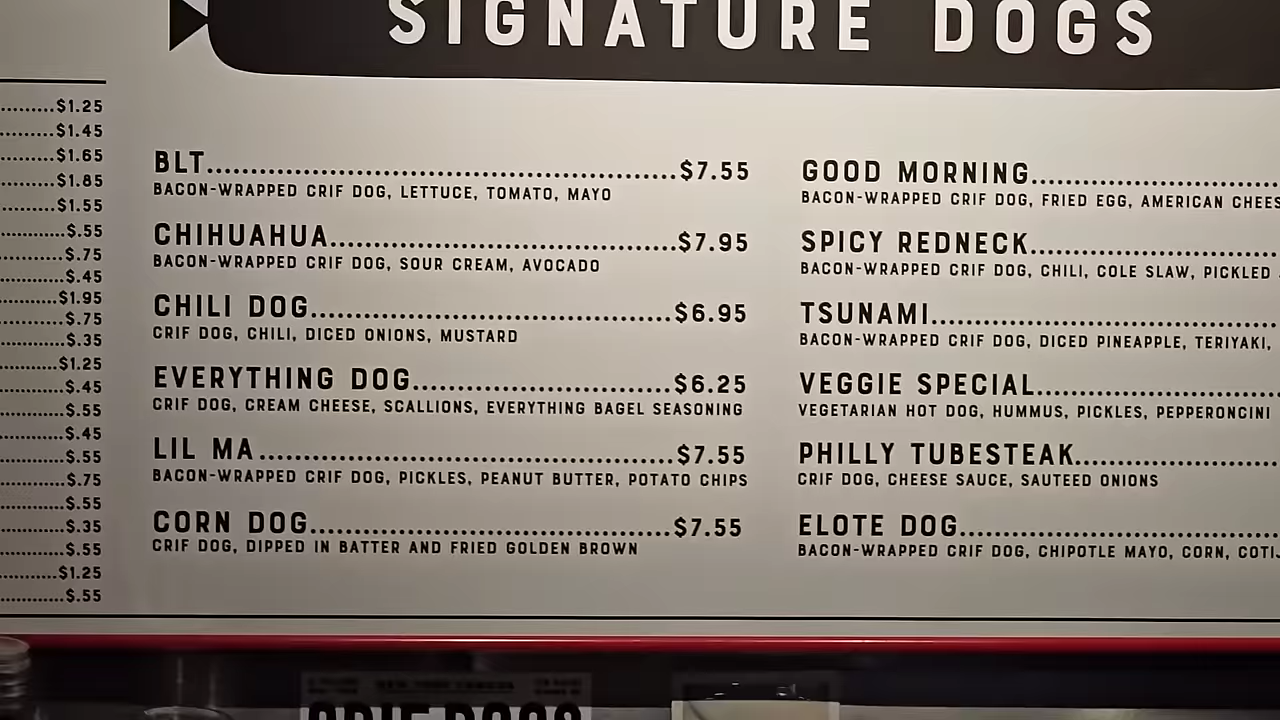 SIGNATURE DOGS
..........$1.25
..........$1.45
..........$1.65
..........$1.85
..........$1.55
..........$.55
..........$.75
..........$.45
..........$1.95
..........$.75
..........$.35
..........$1.25
..........$.45
..........$.55
..........$.45
..........$.55
..........$.75
..........$.55
..........$.35
..........$.55
..........$1.25
..........$.55
BLT..........$7.55
BACON-WRAPPED CRIF DOG, LETTUCE, TOMATO, MAYO
CHIHUAHUA..........$7.95
BACON-WRAPPED CRIF DOG, SOUR CREAM, AVOCADO
CHILI DOG..........$6.95
CRIF DOG, CHILI, DICED ONIONS, MUSTARD
EVERYTHING DOG..........$6.25
CRIF DOG, CREAM CHEESE, SCALLIONS, EVERYTHING BAGEL SEASONING
LIL MA..........$7.55
BACON-WRAPPED CRIF DOG, PICKLES, PEANUT BUTTER, POTATO CHIPS
CORN DOG..........$7.55
CRIF DOG, DIPPED IN BATTER AND FRIED GOLDEN BROWN
GOOD MORNING..........
BACON-WRAPPED CRIF DOG, FRIED EGG, AMERICAN CHEES
SPICY REDNECK..........
BACON-WRAPPED CRIF DOG, CHILI, COLE SLAW, PICKLED
TSUNAMI..........
BACON-WRAPPED CRIF DOG, DICED PINEAPPLE, TERIYAKI,
VEGGIE SPECIAL..........
VEGETARIAN HOT DOG, HUMMUS, PICKLES, PEPPERONCINI
PHILLY TUBESTEAK..........
CRIF DOG, CHEESE SAUCE, SAUTEED ONIONS
ELOTE DOG..........
BACON-WRAPPED CRIF DOG, CHIPOTLE MAYO, CORN, COTIJ
CRIF DOGS